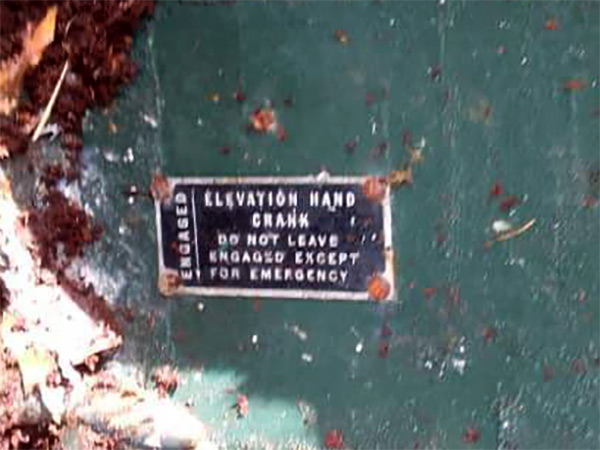 ENGAGED
ELEVATION HAND
CRANK
DO NOT LEAVE
ENGAGED EXCEPT
FOR EMERGENCY